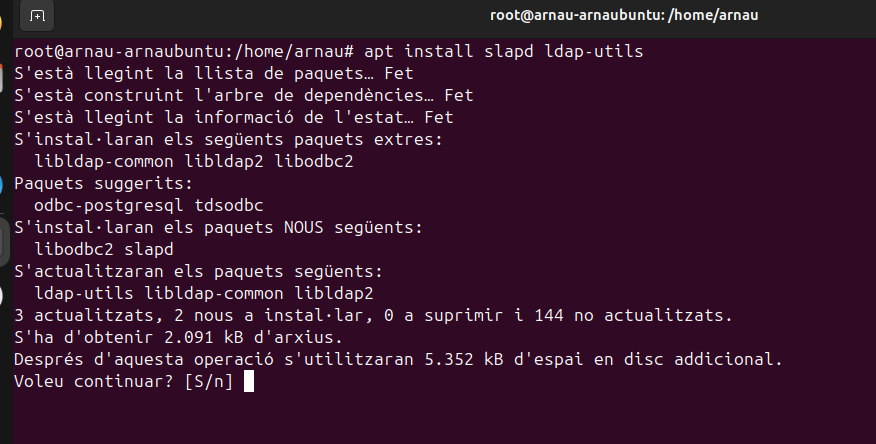 root@arnau-arnaubuntu: /home/arnau
root@arnau-arnaubuntu:/home/arnau# apt install slapd ldap-utils
S'està llegint la llista de paquets… Fet
S'està construint l'arbre de dependències… Fet
S'està llegint la informació de l'estat… Fet
S'instal·laran els següents paquets extres:
  libldap-common libldap2 libodbc2
Paquets suggerits:
  odbc-postgresql tdsodbc
S'instal·laran els paquets NOUS següents:
  libodbc2 slapd
S'actualitzaran els paquets següents:
  ldap-utils libldap-common libldap2
3 actualitzats, 2 nous a instal·lar, 0 a suprimir i 144 no actualitzats.
S'ha d'obtenir 2.091 kB d'arxius.
Després d'aquesta operació s'utilitzaran 5.352 kB d'espai en disc addicional.
Voleu continuar? [S/n]